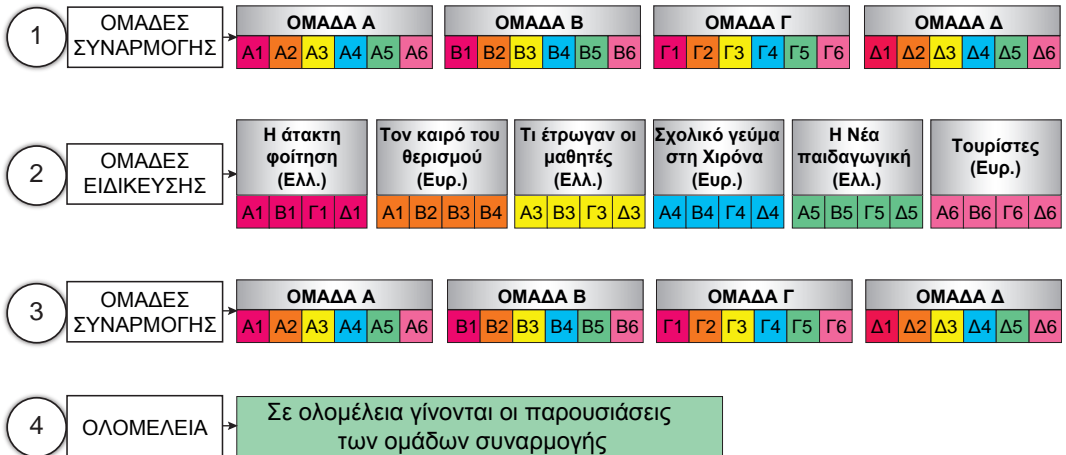 1
ΟΜΑΔΕΣ
ΣΥΝΑΡΜΟΓΗΣ
ΟΜΑΔΑ Α
Α1 Α2 Α3 Α4 Α5 Α6
ΟΜΑΔΑ Β
Β1 Β2 Β3 Β4 Β5 Β6
ΟΜΑΔΑ Γ
Γ1 Γ2 Γ3 Γ4 Γ5 Γ6
ΟΜΑΔΑ Δ
Δ1 Δ2 Δ3 Δ4 Δ5 Δ6
2
ΟΜΑΔΕΣ
ΕΙΔΙΚΕΥΣΗΣ
Η άτακτη
φοίτηση
(Ελλ.)
Α1 Β1 Γ1 Δ1
Τον καιρό του
θερισμού
(Ευρ.)
Α1 Β2 Β3 Β4
Τι έτρωγαν οι
μαθητές
(Ελλ.)
Α3 Β3 Γ3 Δ3
Σχολικό γεύμα
στη Χιρόνα
(Ευρ.)
Α4 Β4 Γ4 Δ4
Η Νέα
παιδαγωγική
(Ελλ.)
Α5 Β5 Γ5 Δ5
Τουρίστες
(Ευρ.)
Α6 Β6 Γ6 Δ6
3
ΟΜΑΔΕΣ
ΣΥΝΑΡΜΟΓΗΣ
ΟΜΑΔΑ Α
Α1 Α2 Α3 Α4 Α5 Α6
ΟΜΑΔΑ Β
Β1 Β2 Β3 Β4 Β5 Β6
ΟΜΑΔΑ Γ
Γ1 Γ2 Γ3 Γ4 Γ5 Γ6
ΟΜΑΔΑ Δ
Δ1 Δ2 Δ3 Δ4 Δ5 Δ6
4
ΟΛΟΜΕΛΕΙΑ
Σε ολομέλεια γίνονται οι παρουσιάσεις
των ομάδων συναρμογής